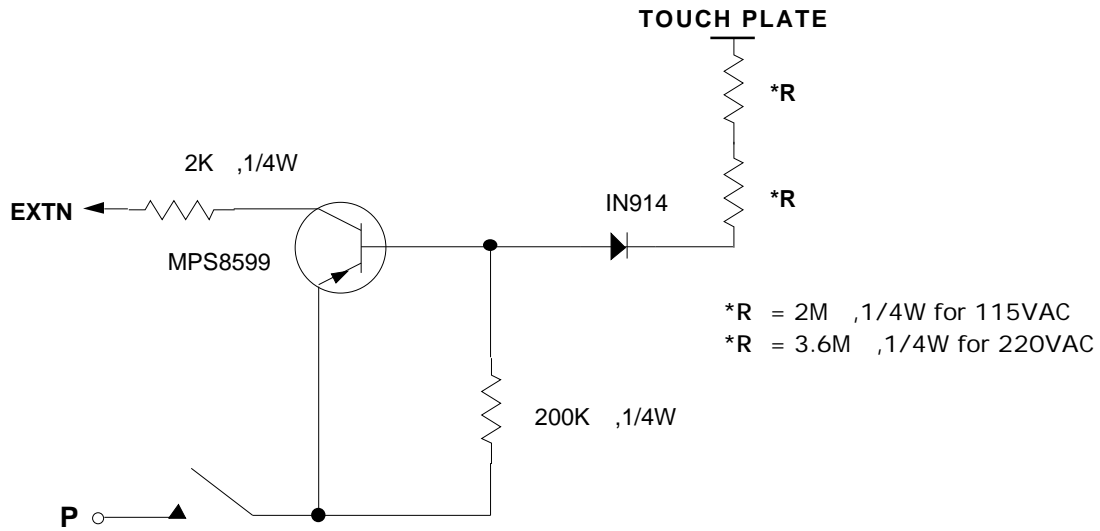 TOUCH PLATE
*R
2K ,1/4W
*R
EXTN
IN914
MPS8599
*R = 2M ,1/4W for 115VAC
*R = 3.6M ,1/4W for 220VAC
200K ,1/4W
P